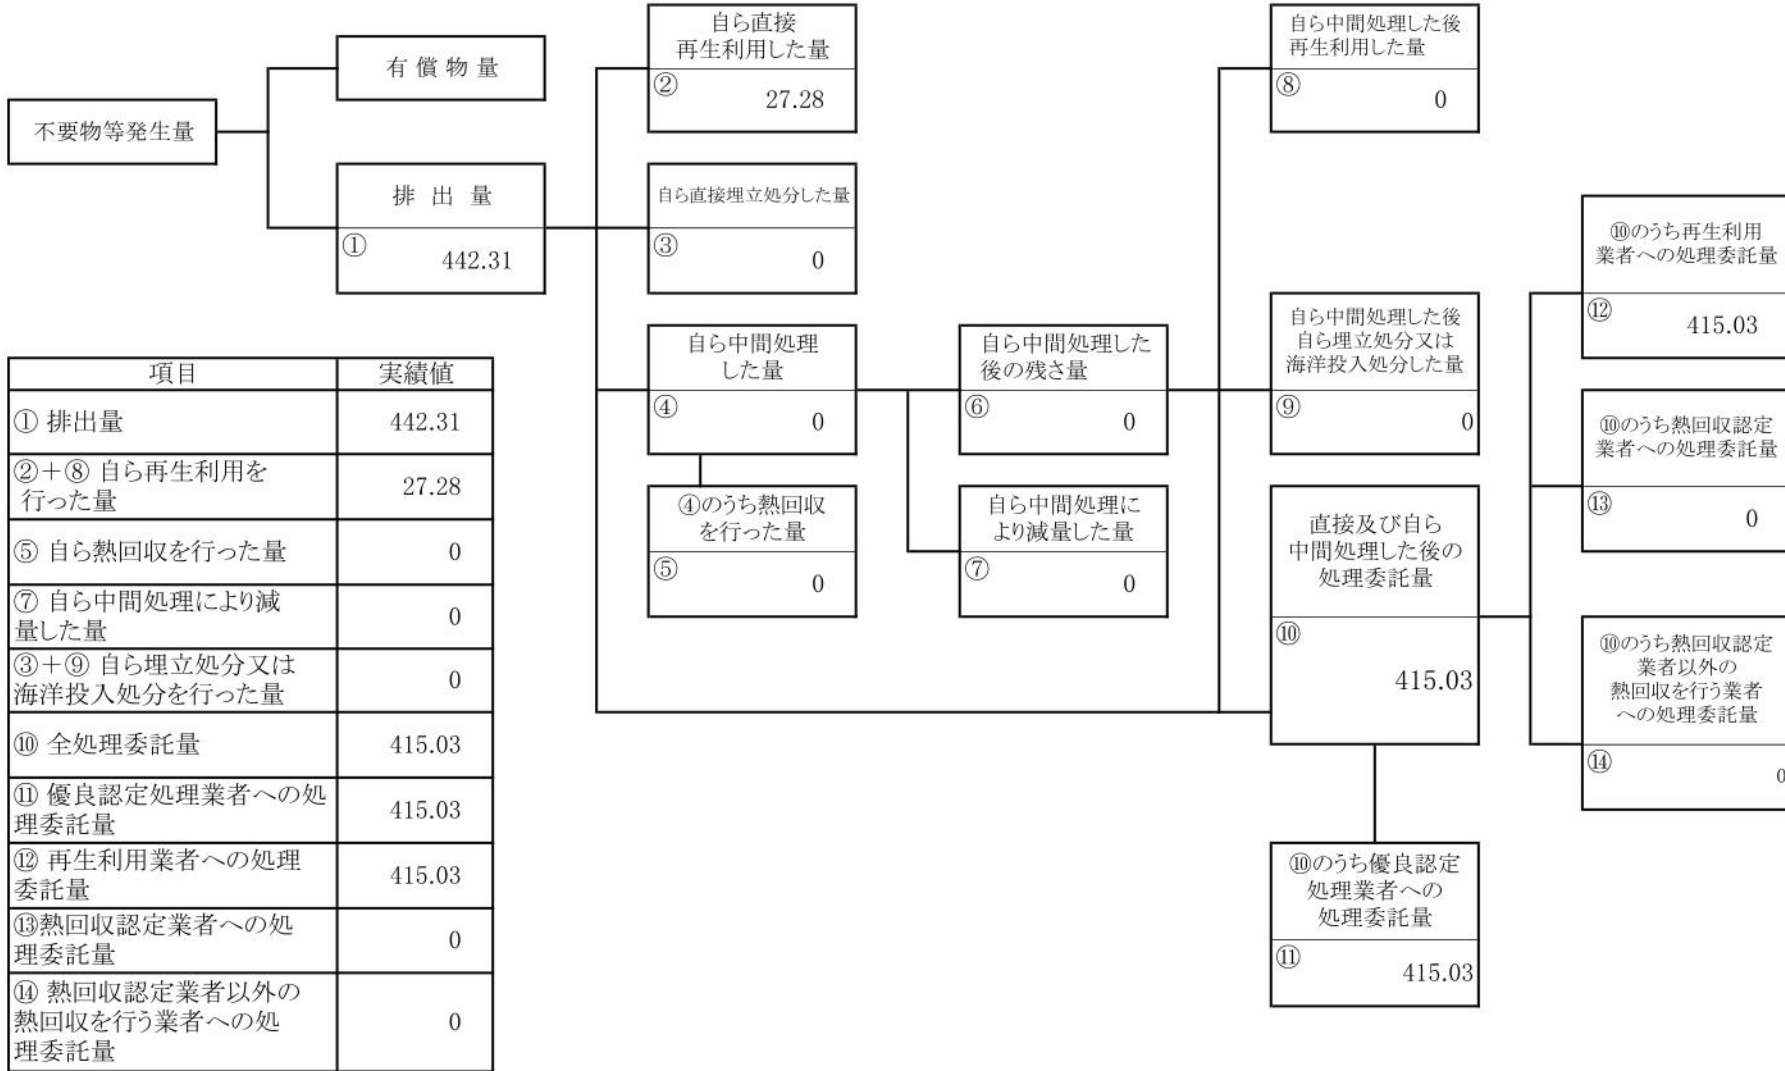 不要物等発生量
有 償 物 量
排 出 量
① 442.31
自ら直接
再生利用した量
② 27.28
自ら直接埋立処分した量
③ 0
自ら中間処理
した量
④ 0
④のうち熱回収
を行った量
⑤ 0
自ら中間処理した
後の残さ量
⑥ 0
自ら中間処理に
より減量した量
⑦ 0
自ら中間処理した後
再生利用した量
⑧ 0
自ら中間処理した後
自ら埋立処分又は
海洋投入処分した量
⑨ 0
直接及び自ら
中間処理した後の
処理委託量
⑩
415.03
⑩のうち優良認定
処理業者への
処理委託量
⑪ 415.03
⑩のうち再生利用
業者への処理委託量
⑫ 415.03
⑩のうち熱回収認定
業者への処理委託量
⑬ 0
⑩のうち熱回収認定
業者以外の
熱回収を行う業者
への処理委託量
⑭ 0
項目 実績値
① 排出量 442.31
②+⑧ 自ら再生利用を
行った量 27.28
⑤ 自ら熱回収を行った量 0
⑦ 自ら中間処理により減
量した量 0
③+⑨ 自ら埋立処分又は
海洋投入処分を行った量 0
⑩ 全処理委託量 415.03
⑪ 優良認定処理業者への処
理委託量 415.03
⑫ 再生利用業者への処理
委託量 415.03
⑬熱回収認定業者への処
理委託量 0
⑭ 熱回収認定業者以外の
熱回収を行う業者への処
理委託量 0